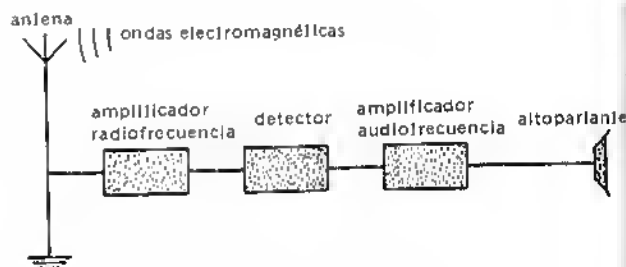 antena
ondas electromagnéticas
amplificador
radiofrecuencia
detector
amplificador
audiofrecuencia
altoparlante